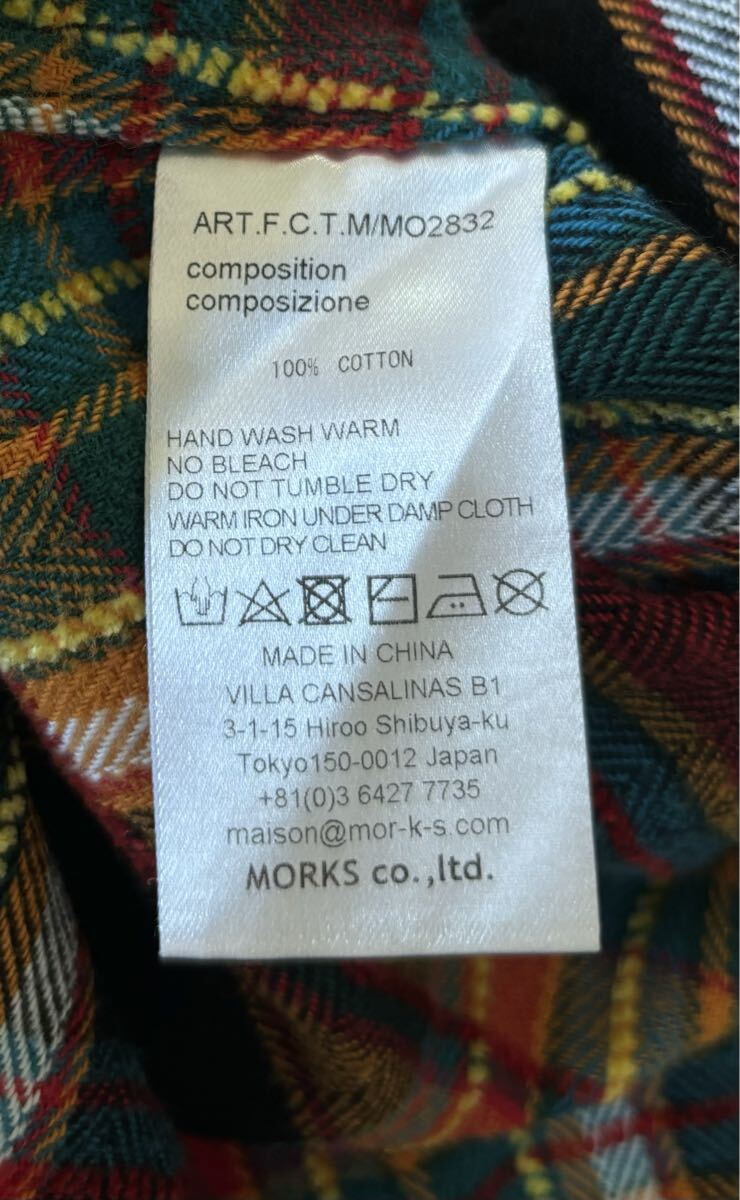 ART.F.C.T.M/MO2832
composition
composizione
100% COTTON
HAND WASH WARM
NO BLEACH
DO NOT TUMBLE DRY
WARM IRON UNDER DAMP CLOTH
DO NOT DRY CLEAN
MADE IN CHINA
VILLA CANSALINAS B1
3-1-15 Hiroo Shibuya-ku
Tokyo150-0012 Japan
+81(0)3 6427 7735
maison@mor-k-s.com
MORKS co.,ltd.